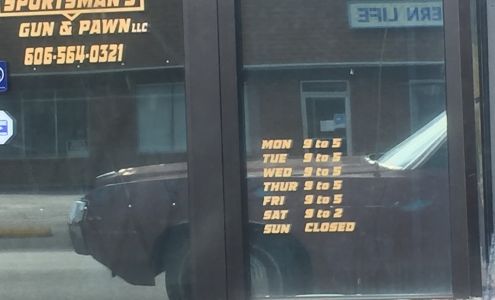 SPORTSMAN'S
GUN & PAWN LLC
606-564-0321
ERN LIFE
MON 9 to 5
TUE 9 to 5
WED 9 to 5
THUR 9 to 5
FRI 9 to 5
SAT 9 to 2
SUN CLOSED